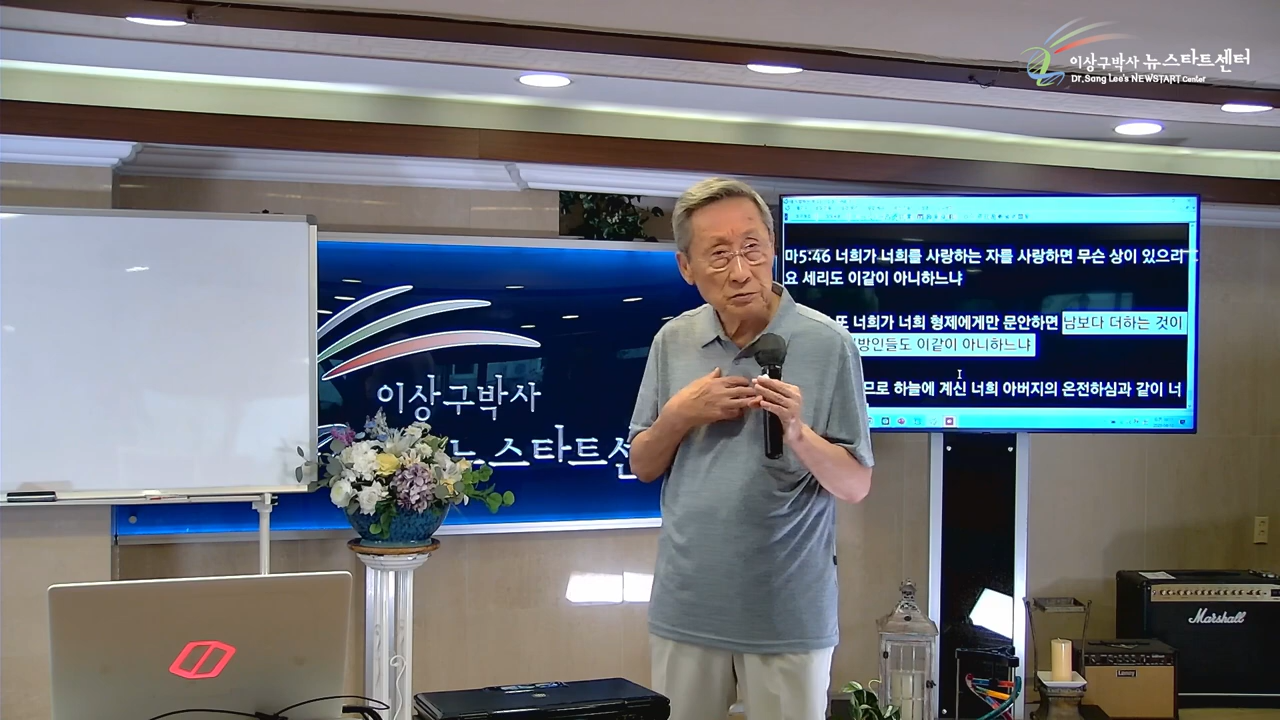 이상구박사 뉴스타트센터
Dr.Sang Lee's NEWSTART Center
마5:46 너희가 너희를 사랑하는 자를 사랑하면 무슨 상이 있으리
요 세리도 이같이 아니하느냐
또 너희가 너희 형제에게만 문안하면 남보다 더하는 것이
방인들도 이같이 아니하느냐
므로 하늘에 계신 너희 아버지의 온전하심과 같이 너
이상구박사
뉴스타트센
Marshall
Laney